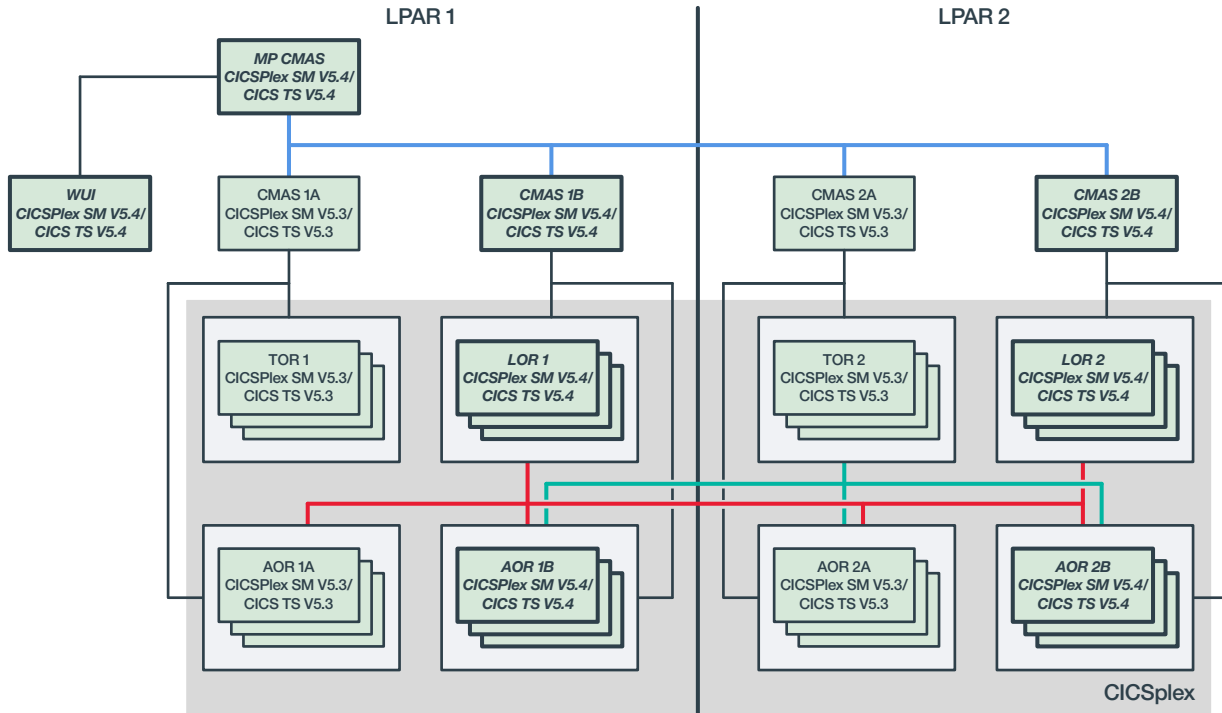 LPAR 1
LPAR 2
MP CMAS
CICSPlex SM V5.4/
CICS TS V5.4
WUI
CICSPlex SM V5.4/
CICS TS V5.4
CMAS 1A
CICSPlex SM V5.3/
CICS TS V5.3
CMAS 1B
CICSPlex SM V5.4/
CICS TS V5.4
CMAS 2A
CICSPlex SM V5.3/
CICS TS V5.3
CMAS 2B
CICSPlex SM V5.4/
CICS TS V5.4
TOR 1
CICSPlex SM V5.3/
CICS TS V5.3
LOR 1
CICSPlex SM V5.4/
CICS TS V5.4
TOR 2
CICSPlex SM V5.3/
CICS TS V5.3
LOR 2
CICSPlex SM V5.4/
CICS TS V5.4
AOR 1A
CICSPlex SM V5.3/
CICS TS V5.3
AOR 1B
CICSPlex SM V5.4/
CICS TS V5.4
AOR 2A
CICSPlex SM V5.3/
CICS TS V5.3
AOR 2B
CICSPlex SM V5.4/
CICS TS V5.4
CICSplex